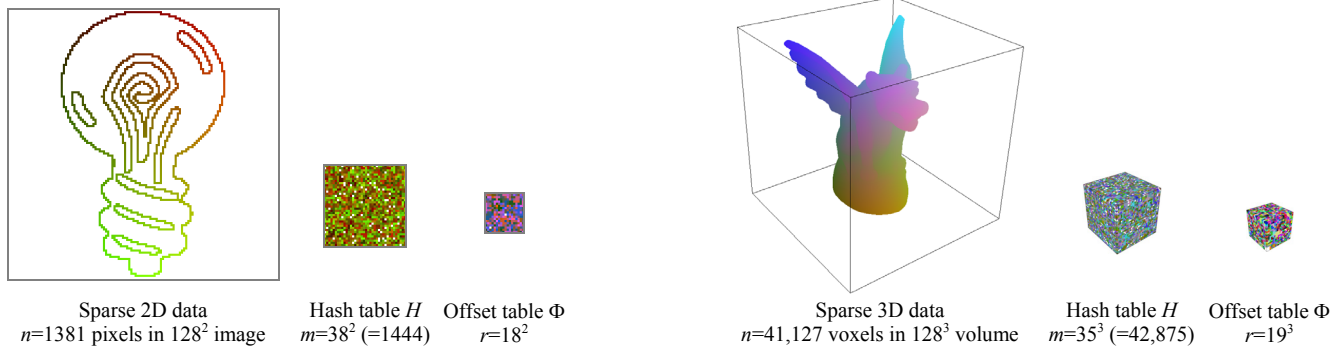 Sparse 2D data
n=1381 pixels in 128² image
Hash table H
m=38² (=1444)
Offset table Φ
r=18²
Sparse 3D data
n=41,127 voxels in 128³ volume
Hash table H
m=35³ (=42,875)
Offset table Φ
r=19³